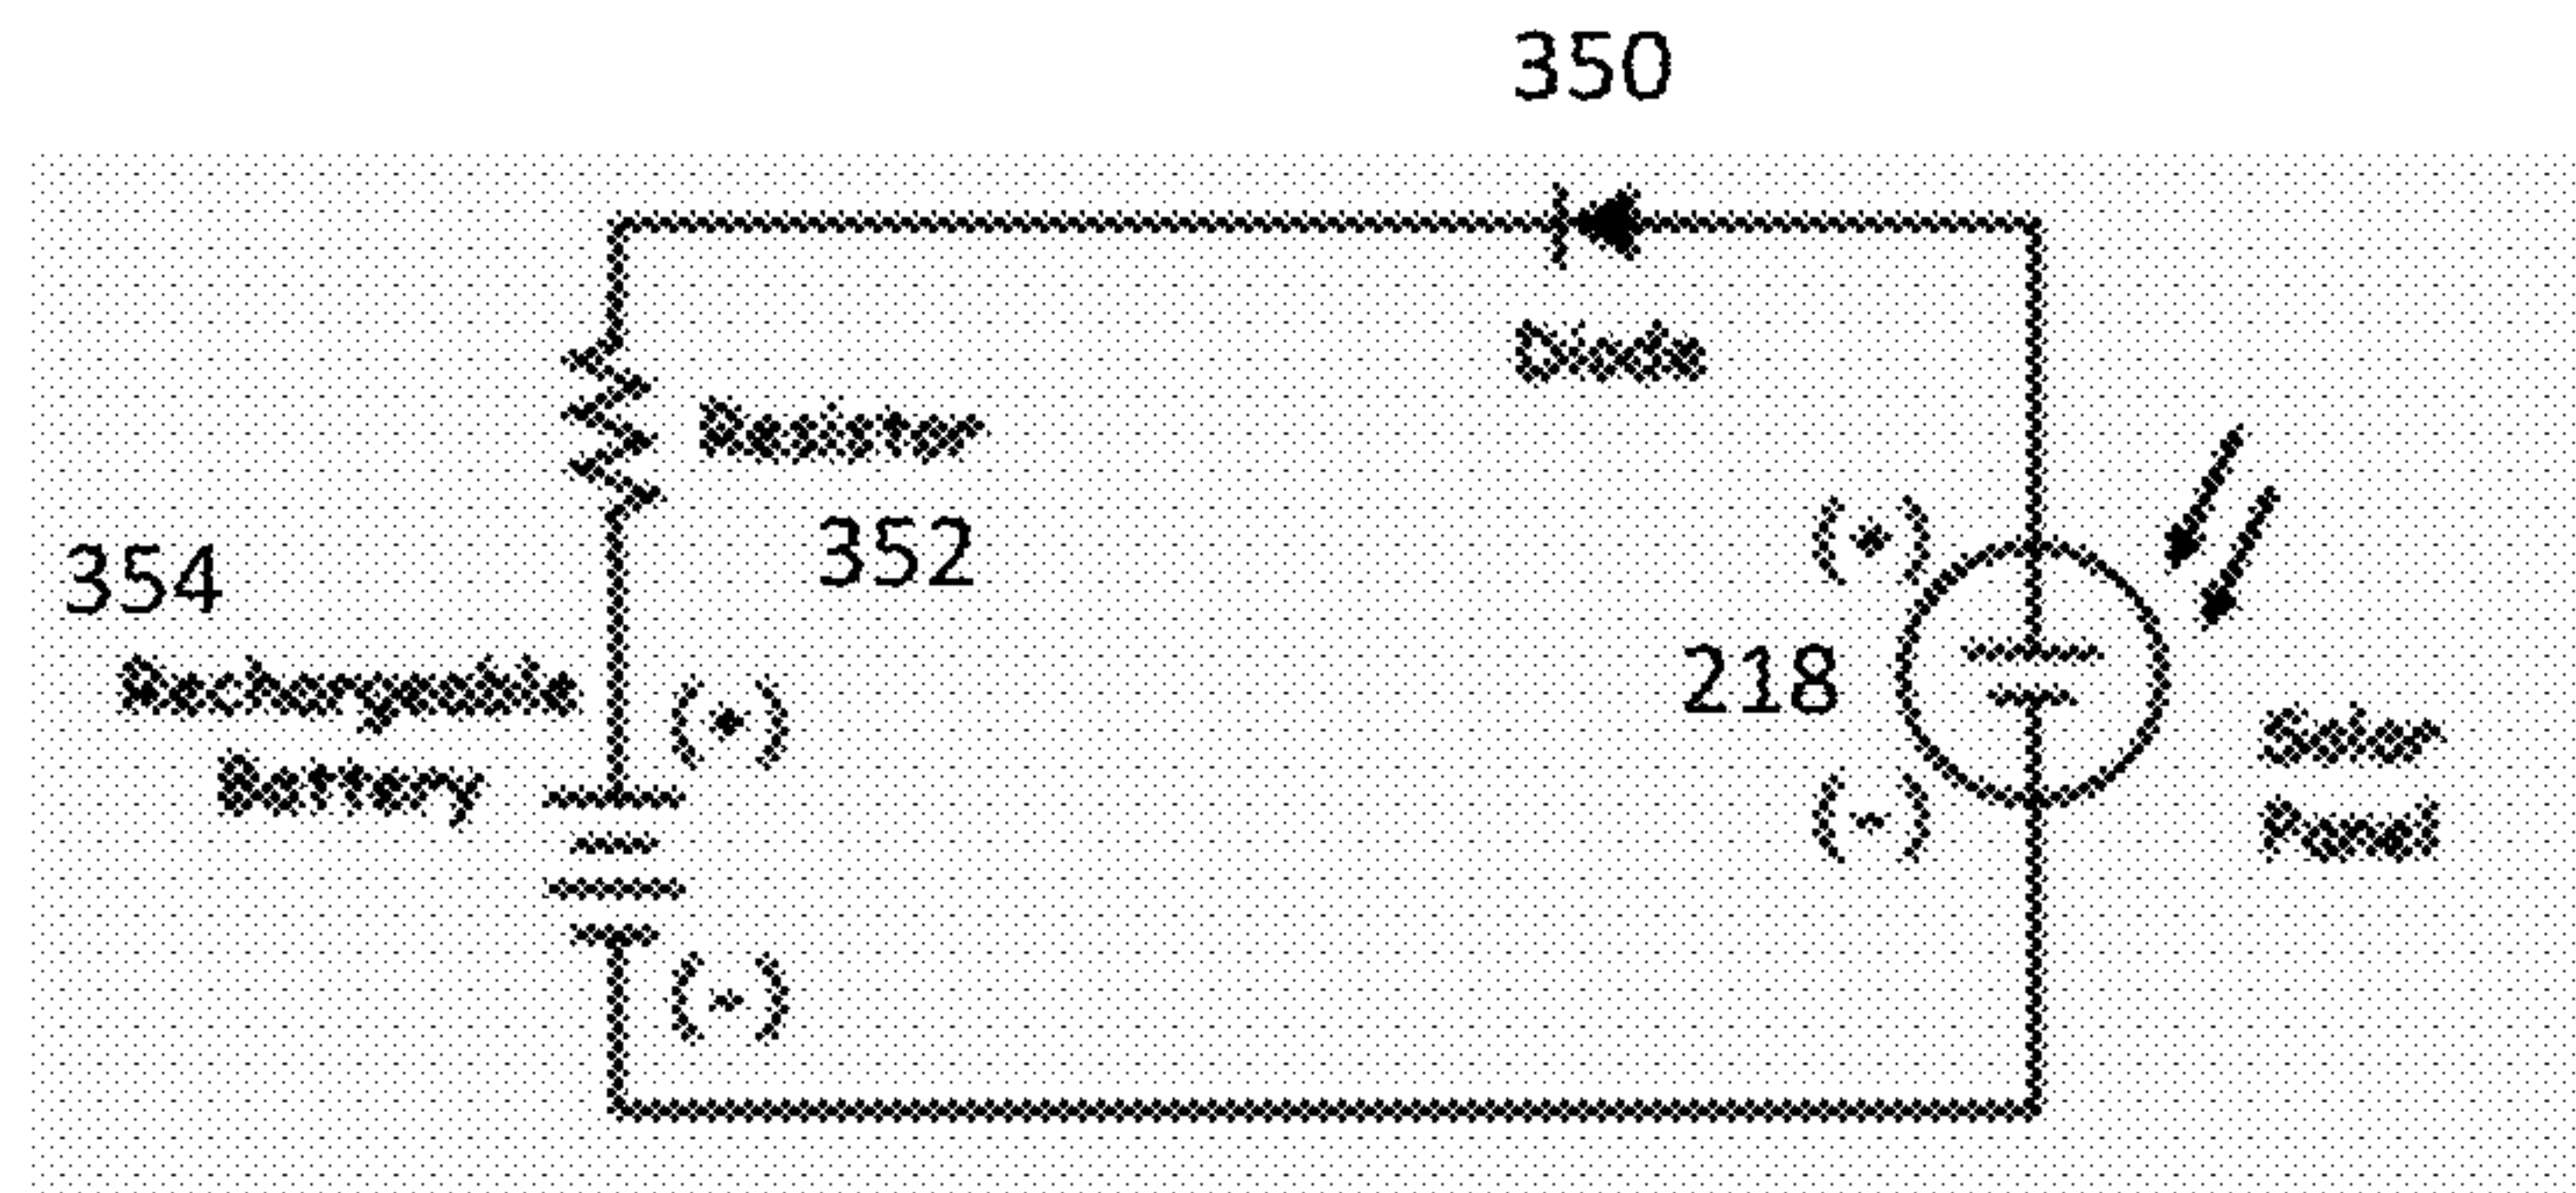 350
Diode
Resistor
352
354
Rechargeable
Battery
(+)
(-)
(+)
218
(-)
Solar
Panel